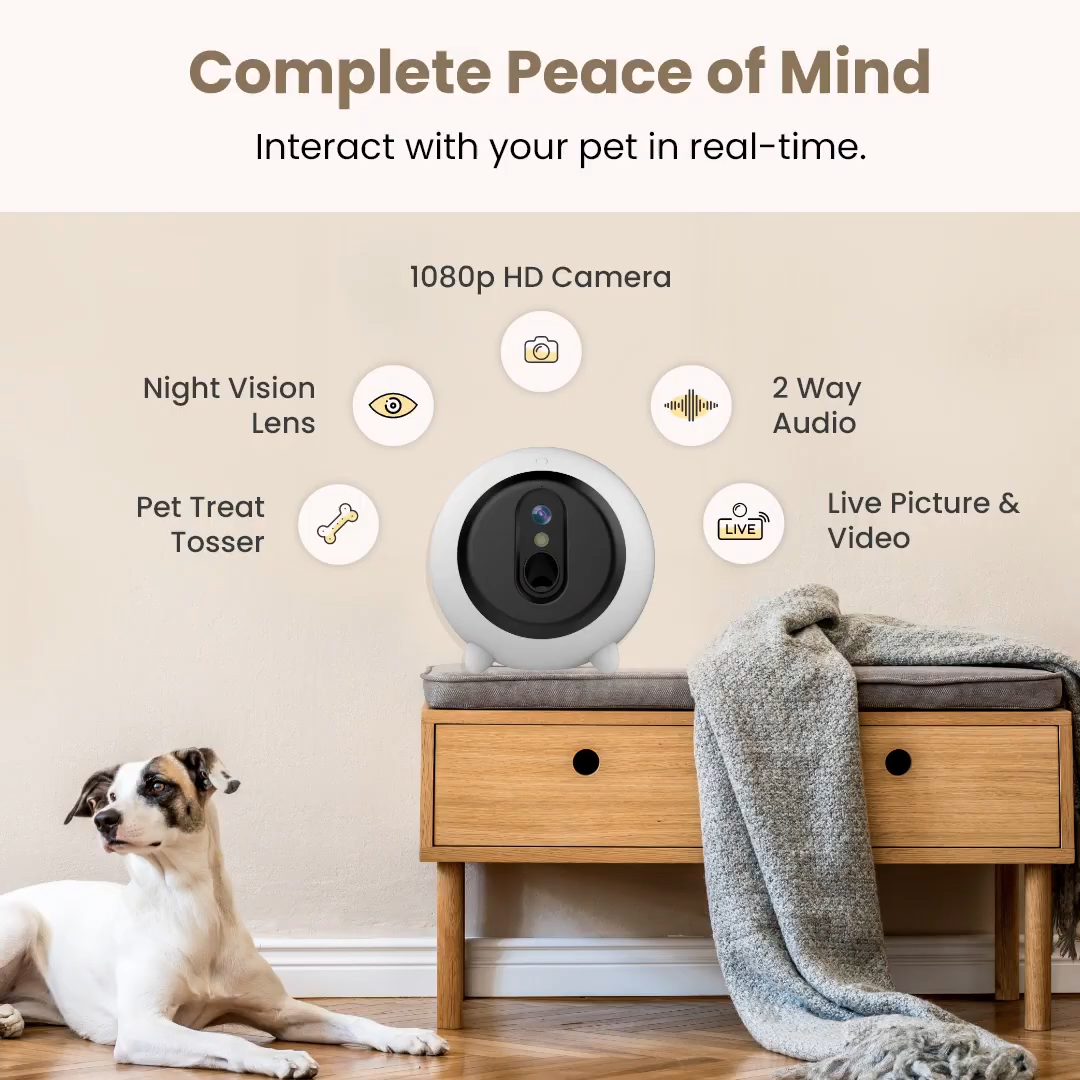 Complete Peace of Mind
Interact with your pet in real-time.
1080p HD Camera
Night Vision
Lens
2 Way
Audio
Pet Treat
Tosser
LIVE
Live Picture &
Video